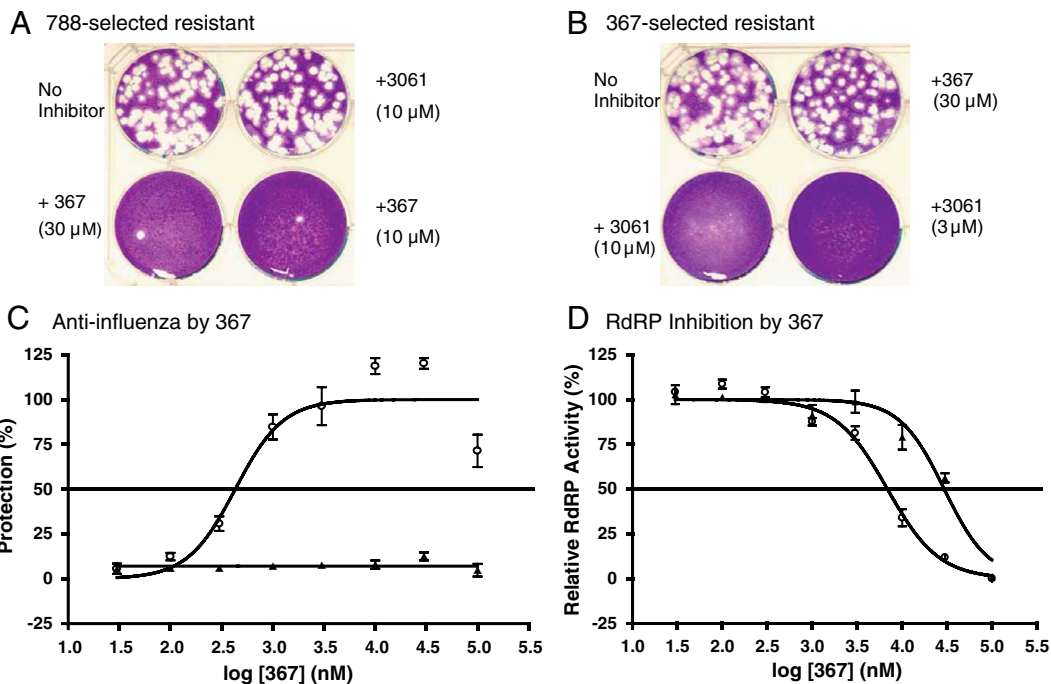 A 788-selected resistant
No
Inhibitor
+3061
(10 µM)
+ 367
(30 µM)
+367
(10 µM)
B 367-selected resistant
No
Inhibitor
+367
(30 µM)
+ 3061
(10 µM)
+3061
(3 µM)
C Anti-influenza by 367
Protection (%)
125
100
75
50
25
0
-25
1.0 1.5 2.0 2.5 3.0 3.5 4.0 4.5 5.0 5.5
log [367] (nM)
D RdRP Inhibition by 367
Relative RdRP Activity (%)
125
100
75
50
25
0
-25
1.0 1.5 2.0 2.5 3.0 3.5 4.0 4.5 5.0 5.5
log [367] (nM)